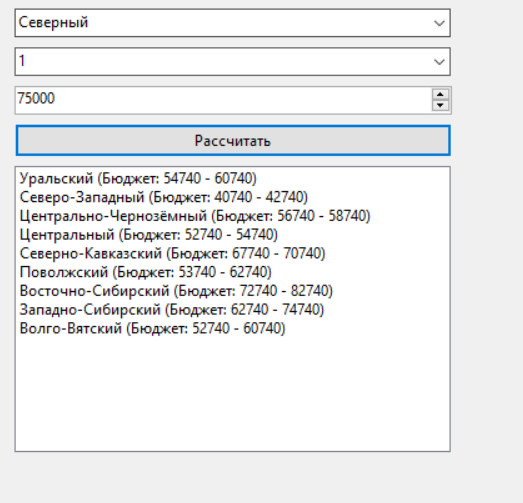 Северный
1
75000
Рассчитать
Уральский (Бюджет: 54740 - 60740)
Северо-Западный (Бюджет: 40740 - 42740)
Центрально-Чернозёмный (Бюджет: 56740 - 58740)
Центральный (Бюджет: 52740 - 54740)
Северно-Кавказский (Бюджет: 67740 - 70740)
Поволжский (Бюджет: 53740 - 62740)
Восточно-Сибирский (Бюджет: 72740 - 82740)
Западно-Сибирский (Бюджет: 62740 - 74740)
Волго-Вятский (Бюджет: 52740 - 60740)